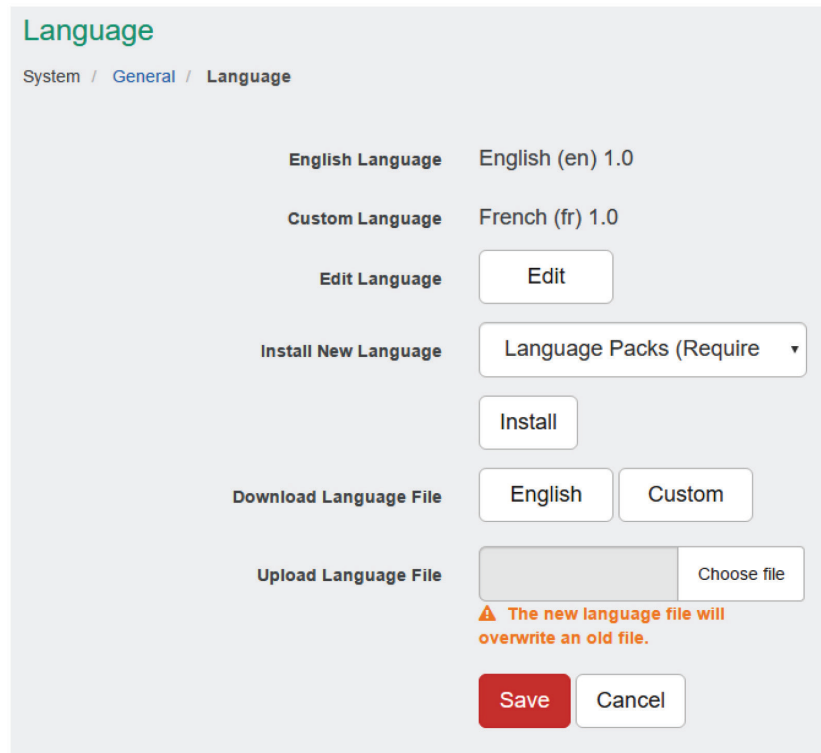 Language
System / General / Language
English Language English (en) 1.0
Custom Language French (fr) 1.0
Edit Language Edit
Install New Language Language Packs (Require
Install
Download Language File English Custom
Upload Language File Choose file
The new language file will
overwrite an old file.
Save Cancel